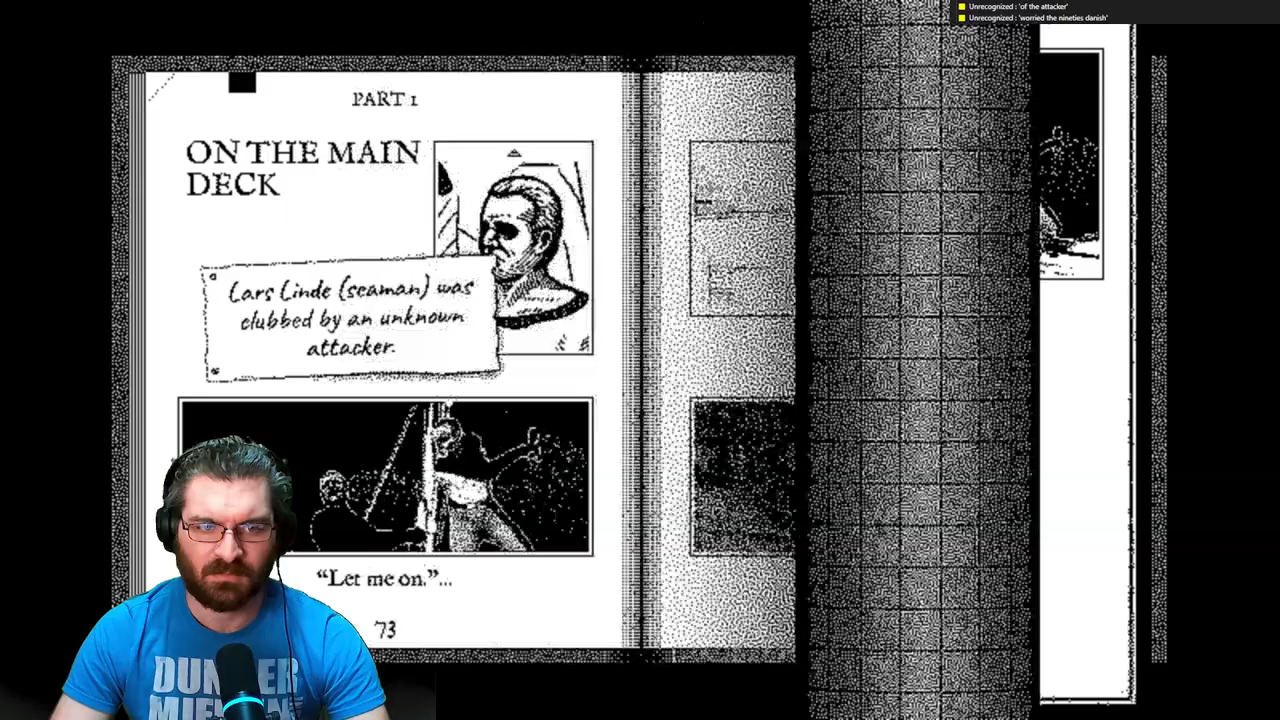 Unrecognized : 'of the attacker'
Unrecognized : 'worried the nineties danish'
PART 1
ON THE MAIN
DECK
Lars Linde (seaman) was
clubbed by an unknown
attacker.
"Let me on."...
73